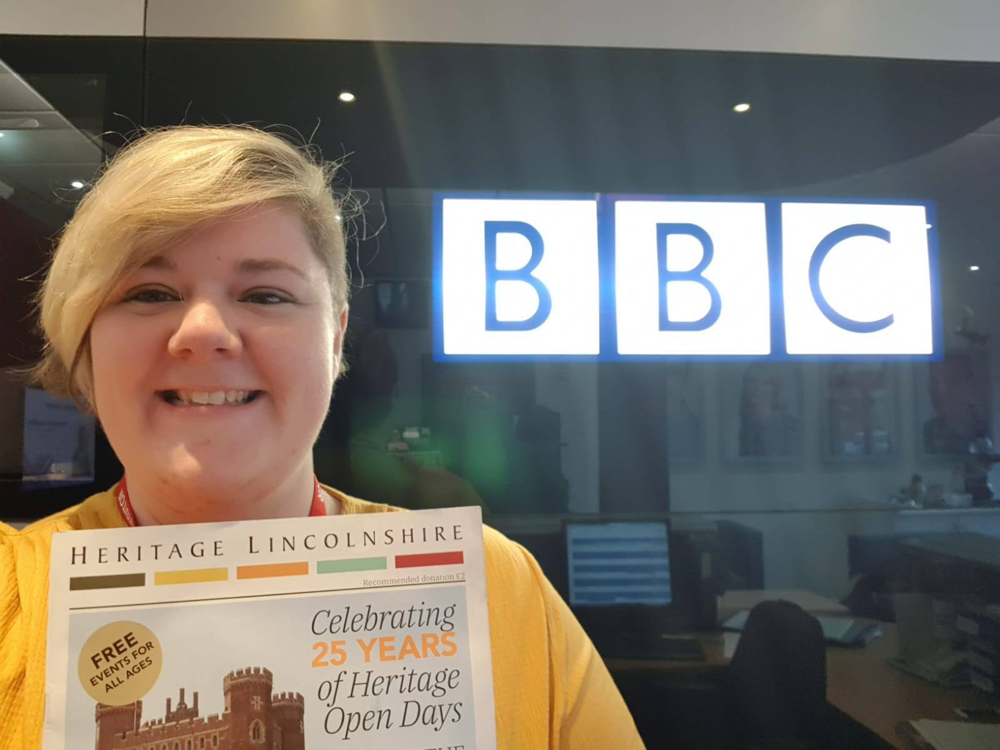 BBC
HERITAGE LINCOLNSHIRE
Recommended donation £2
FREE
EVENTS FOR
ALL AGES
Celebrating
25 YEARS
of Heritage
Open Days